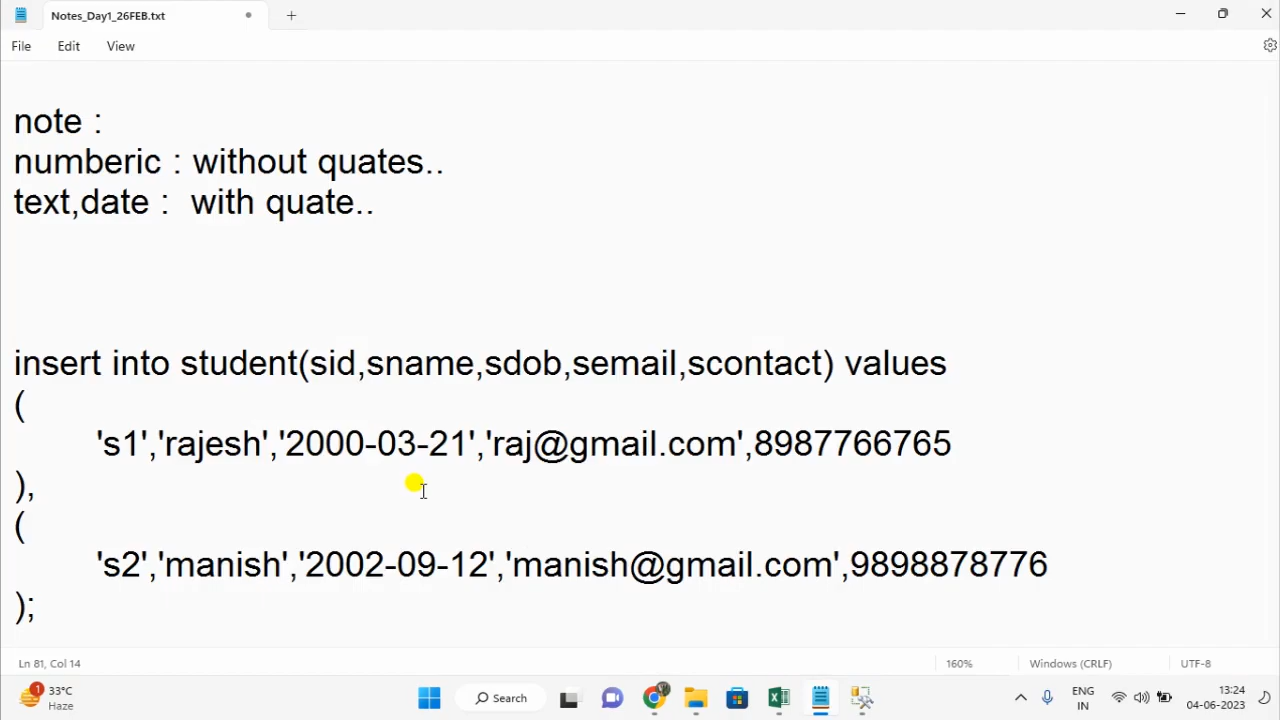 Notes_Day1_26FEB.txt
File Edit View
note :
numberic : without quates..
text,date :  with quate..
insert into student(sid,sname,sdob,semail,scontact) values
(
's1','rajesh','2000-03-21','raj@gmail.com',8987766765
),
(
's2','manish','2002-09-12','manish@gmail.com',9898878776
);
Ln 81, Col 14 160% Windows (CRLF) UTF-8
1 33°C Search ENG 13:24
Haze IN 04-06-2023